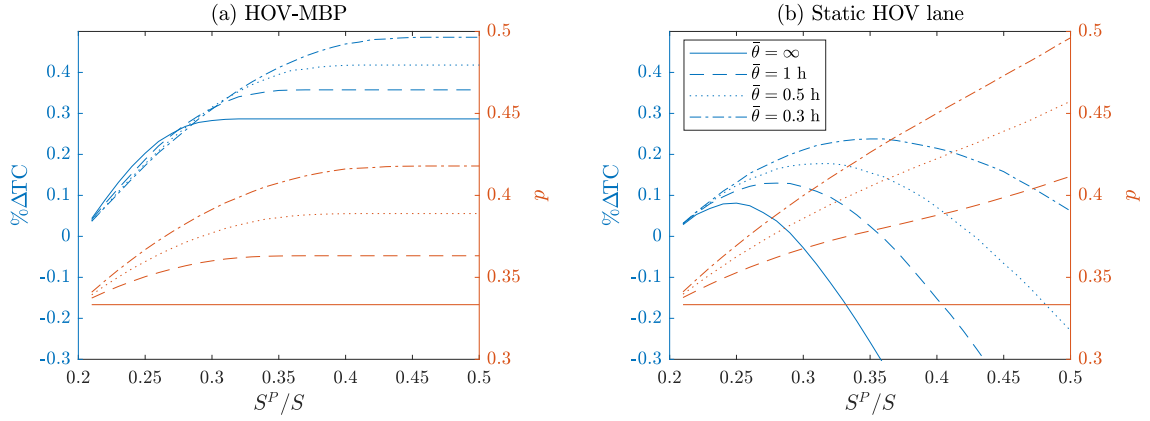 (a) HOV-MBP
%ΔTC
0.4
0.3
0.2
0.1
0
-0.1
-0.2
-0.3
0.5
0.45
0.4
0.35
0.3
p
0.2 0.25 0.3 0.35 0.4 0.45 0.5
S^P/S
(b) Static HOV lane
θ̄ = ∞
θ̄ = 1 h
θ̄ = 0.5 h
θ̄ = 0.3 h
%ΔTC
0.4
0.3
0.2
0.1
0
-0.1
-0.2
-0.3
0.5
0.45
0.4
0.35
0.3
p
0.2 0.25 0.3 0.35 0.4 0.45 0.5
S^P/S